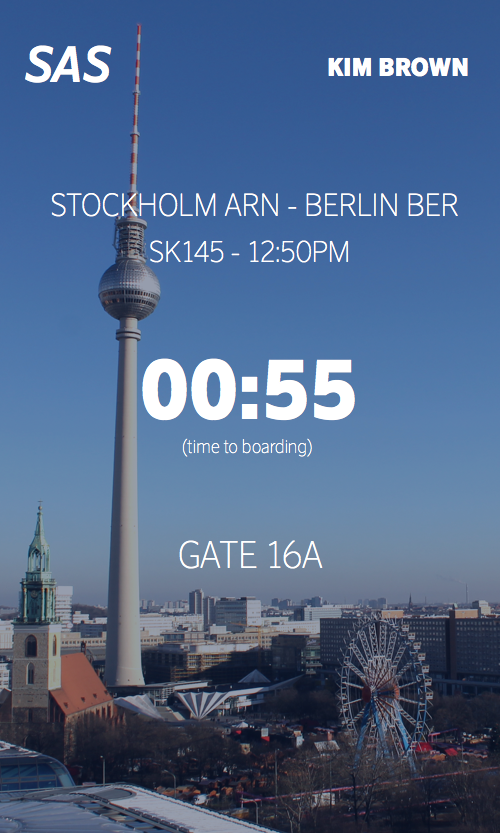 SAS
KIM BROWN
STOCKHOLM ARN - BERLIN BER
SK145 - 12:50PM
00:55
(time to boarding)
GATE 16A